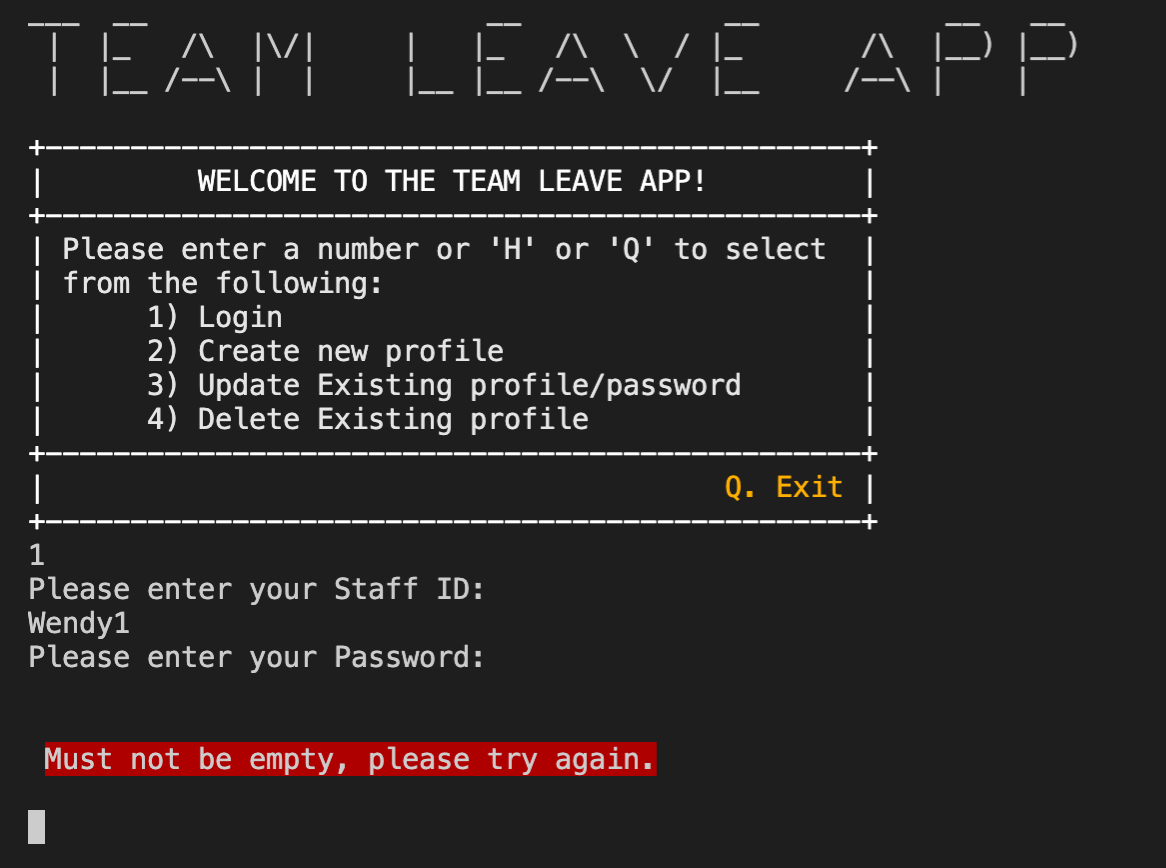 TEAM LEAVE APP
WELCOME TO THE TEAM LEAVE APP!
Please enter a number or 'H' or 'Q' to select
from the following:
1) Login
2) Create new profile
3) Update Existing profile/password
4) Delete Existing profile
Q. Exit
1
Please enter your Staff ID:
Wendy1
Please enter your Password:
Must not be empty, please try again.